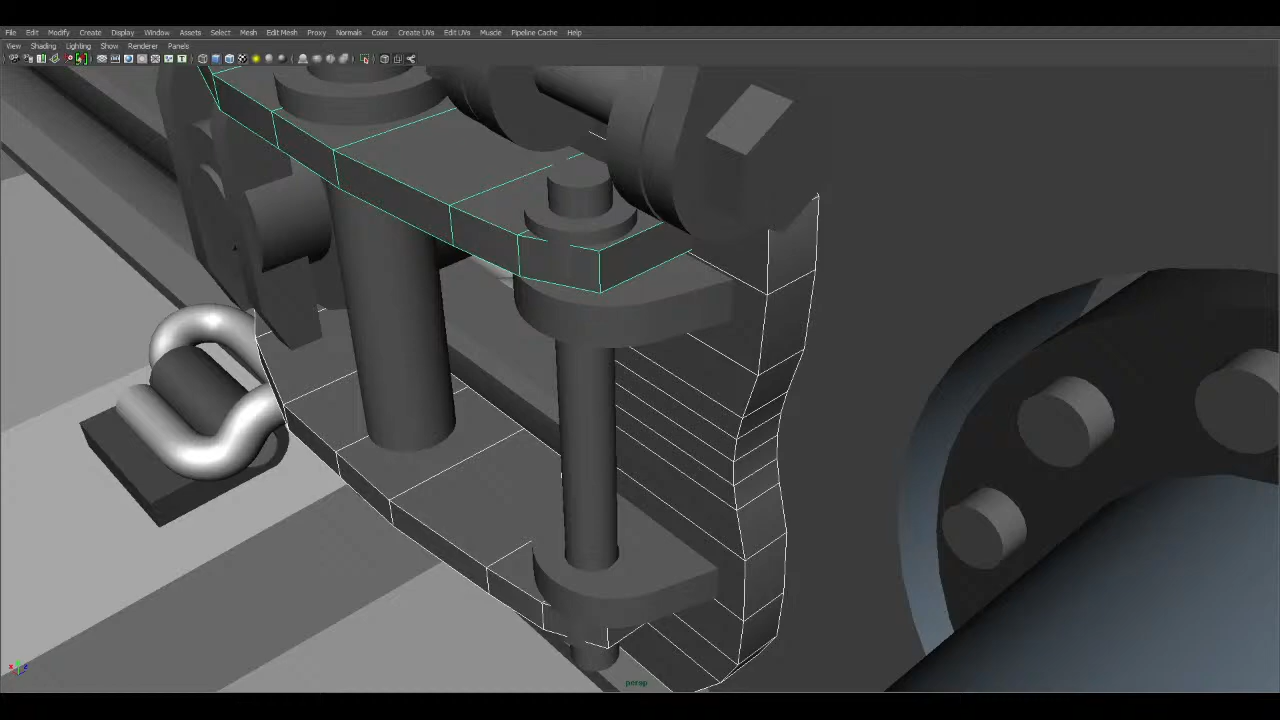 File Edit Modify Create Display Window Assets Select Mesh Edit Mesh Proxy Normals Color Create UVs Edit UVs Muscle Pipeline Cache Help
View Shading Lighting Show Renderer Panels
persp